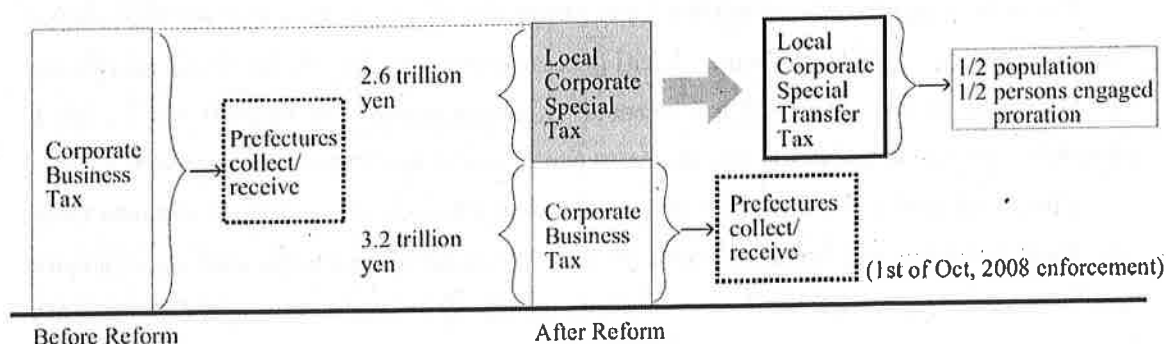 Corporate
Business
Tax
Prefectures
collect/
receive
2.6 trillion
yen
3.2 trillion
yen
Local
Corporate
Special
Tax
Corporate
Business
Tax
Local
Corporate
Special
Transfer
Tax
1/2 population
1/2 persons engaged
proration
Prefectures
collect/
receive
(1st of Oct, 2008 enforcement)
Before Reform
After Reform